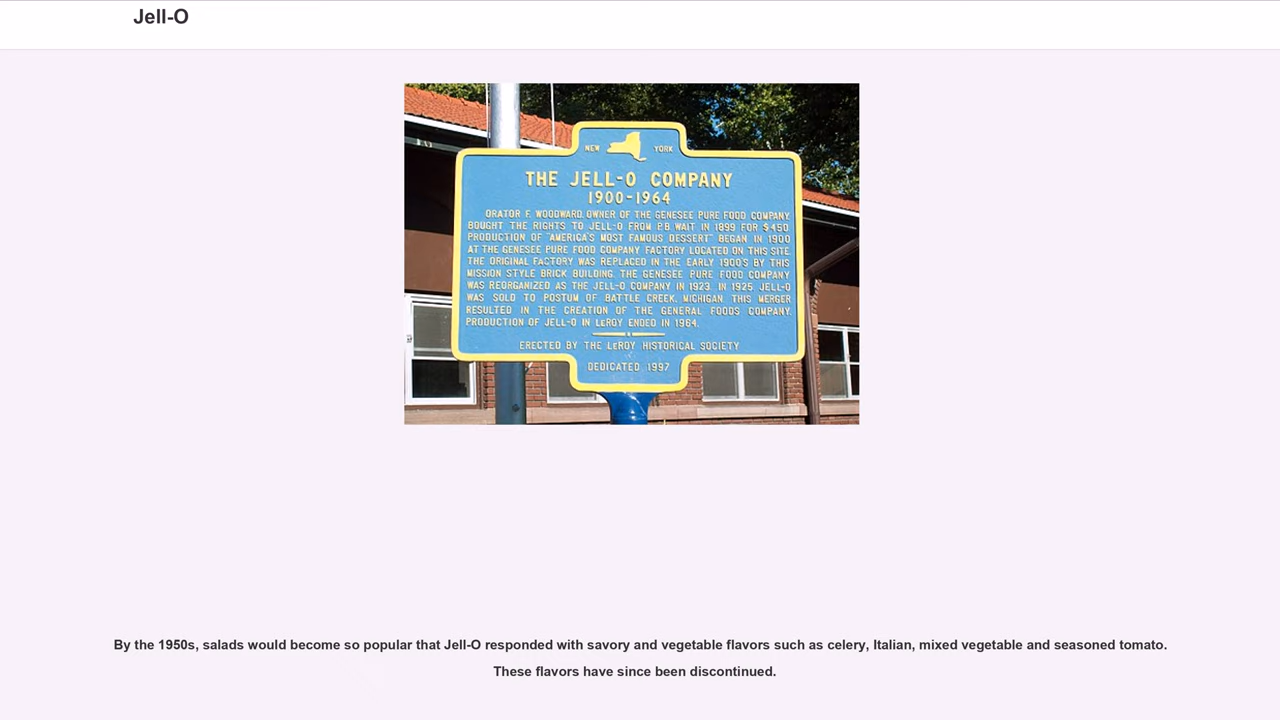 Jell-O
NEW YORK
THE JELL-O COMPANY
1900-1964
ORATOR F. WOODWARD, OWNER OF THE GENESEE PURE FOOD COMPANY,
BOUGHT THE RIGHTS TO JELL-O FROM P.B. WAIT IN 1899 FOR $450.
PRODUCTION OF "AMERICA'S MOST FAMOUS DESSERT" BEGAN IN 1900
AT THE GENESEE PURE FOOD COMPANY FACTORY LOCATED ON THIS SITE.
THE ORIGINAL FACTORY WAS REPLACED IN THE EARLY 1900'S BY THIS
MISSION STYLE BRICK BUILDING. THE GENESEE PURE FOOD COMPANY
WAS REORGANIZED AS THE JELL-O COMPANY IN 1923. IN 1925, JELL-O
WAS SOLD TO POSTUM OF BATTLE CREEK, MICHIGAN. THIS MERGER
RESULTED IN THE CREATION OF THE GENERAL FOODS COMPANY.
PRODUCTION OF JELL-O IN LEROY ENDED IN 1964.
ERECTED BY THE LEROY HISTORICAL SOCIETY
DEDICATED 1997
By the 1950s, salads would become so popular that Jell-O responded with savory and vegetable flavors such as celery, Italian, mixed vegetable and seasoned tomato.
These flavors have since been discontinued.